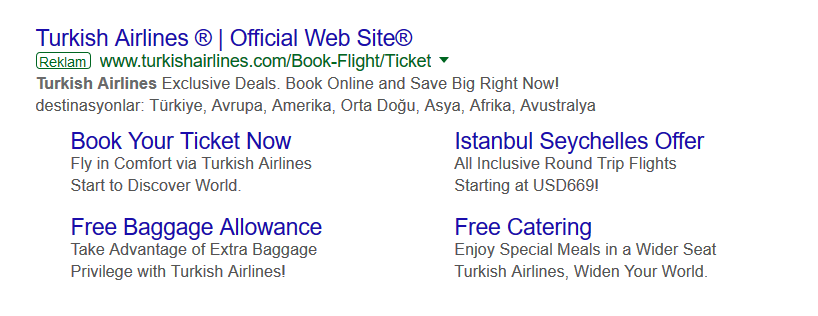 Turkish Airlines ® | Official Web Site®
Reklam www.turkishairlines.com/Book-Flight/Ticket
Turkish Airlines Exclusive Deals. Book Online and Save Big Right Now!
destinasyonlar: Türkiye, Avrupa, Amerika, Orta Doğu, Asya, Afrika, Avustralya
Book Your Ticket Now
Fly in Comfort via Turkish Airlines
Start to Discover World.
Istanbul Seychelles Offer
All Inclusive Round Trip Flights
Starting at USD669!
Free Baggage Allowance
Take Advantage of Extra Baggage
Privilege with Turkish Airlines!
Free Catering
Enjoy Special Meals in a Wider Seat
Turkish Airlines, Widen Your World.